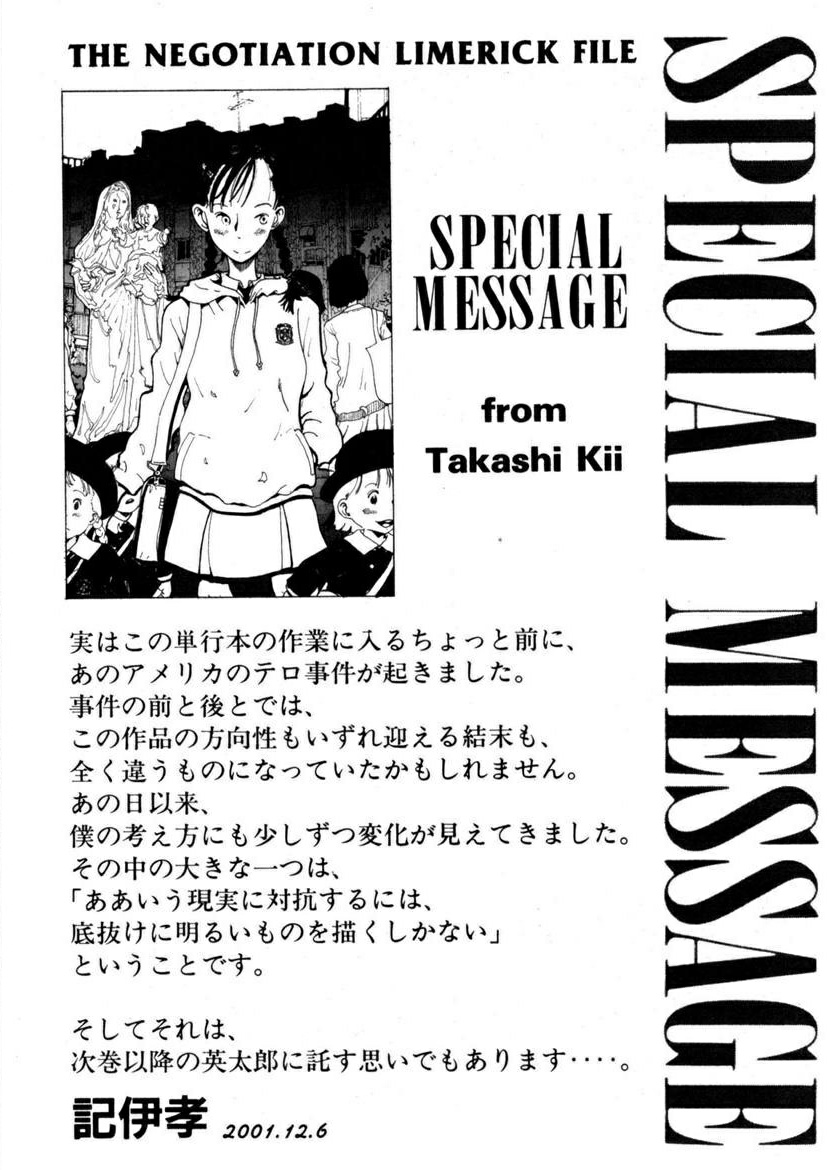 THE NEGOTIATION LIMERICK FILE
SPECIAL
MESSAGE
from
Takashi Kii
実はこの単行本の作業に入るちょっと前に、
あのアメリカのテロ事件が起きました。
事件の前と後とでは、
この作品の方向性もいずれ迎える結末も、
全く違うものになっていたかもしれません。
あの日以来、
僕の考え方にも少しずつ変化が見えてきました。
その中の大きな一つは、
「ああいう現実に対抗するには、
底抜けに明るいものを描くしかない」
ということです。
そしてそれは、
次巻以降の英太郎に託す思いでもあります‥‥。
記伊孝 2001.12.6
SPECIAL MESSAGE